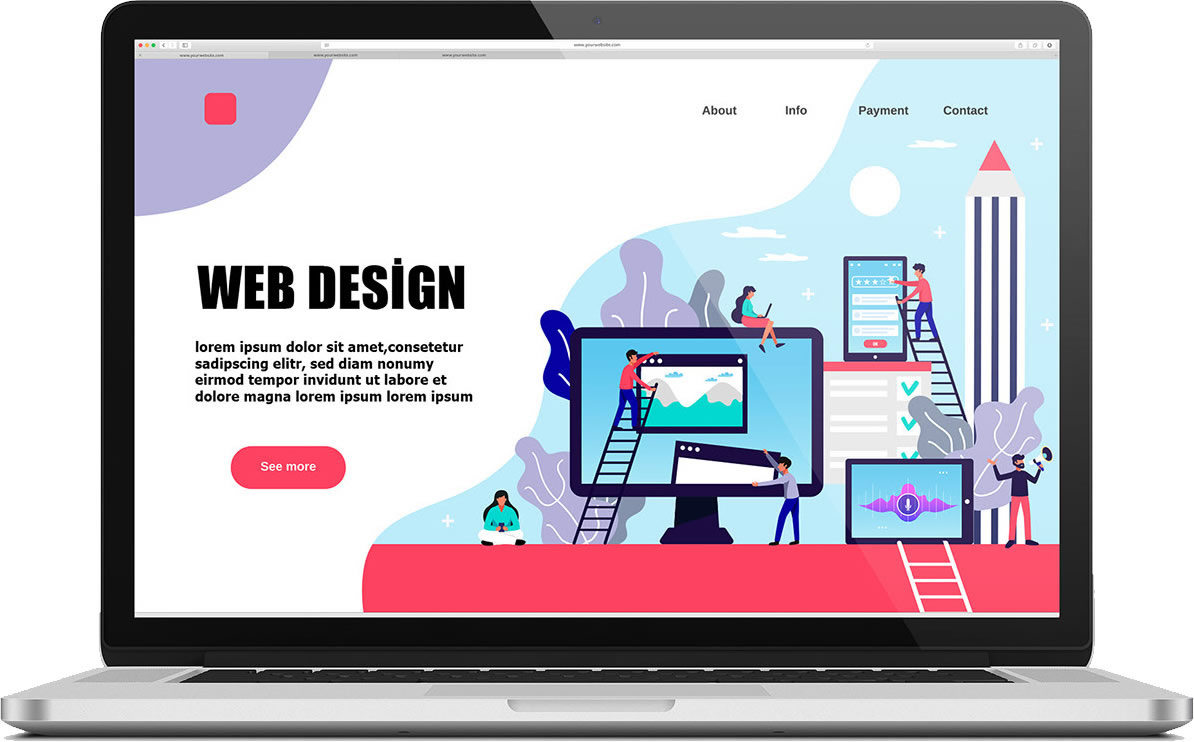 www.yourwebsite.com
www.yourwebsite.com
www.yourwebsite.com
www.yourwebsite.com
About
Info
Payment
Contact
WEB DESİGN
lorem ipsum dolor sit amet,consetetur
sadipscing elitr, sed diam nonumy
eirmod tempor invidunt ut labore et
dolore magna lorem ipsum lorem ipsum
See more